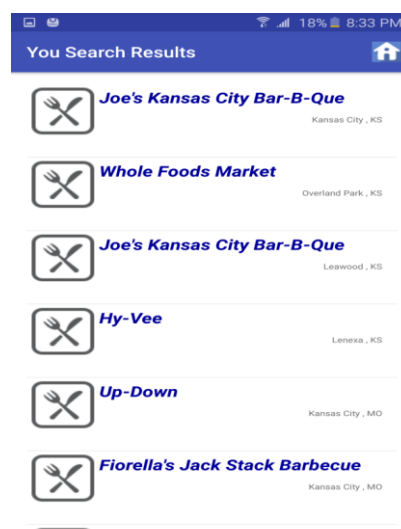 18% 8:33 PM
You Search Results
Joe's Kansas City Bar-B-Que
Kansas City , KS
Whole Foods Market
Overland Park , KS
Joe's Kansas City Bar-B-Que
Leawood , KS
Hy-Vee
Lenexa , KS
Up-Down
Kansas City , MO
Fiorella's Jack Stack Barbecue
Kansas City , MO